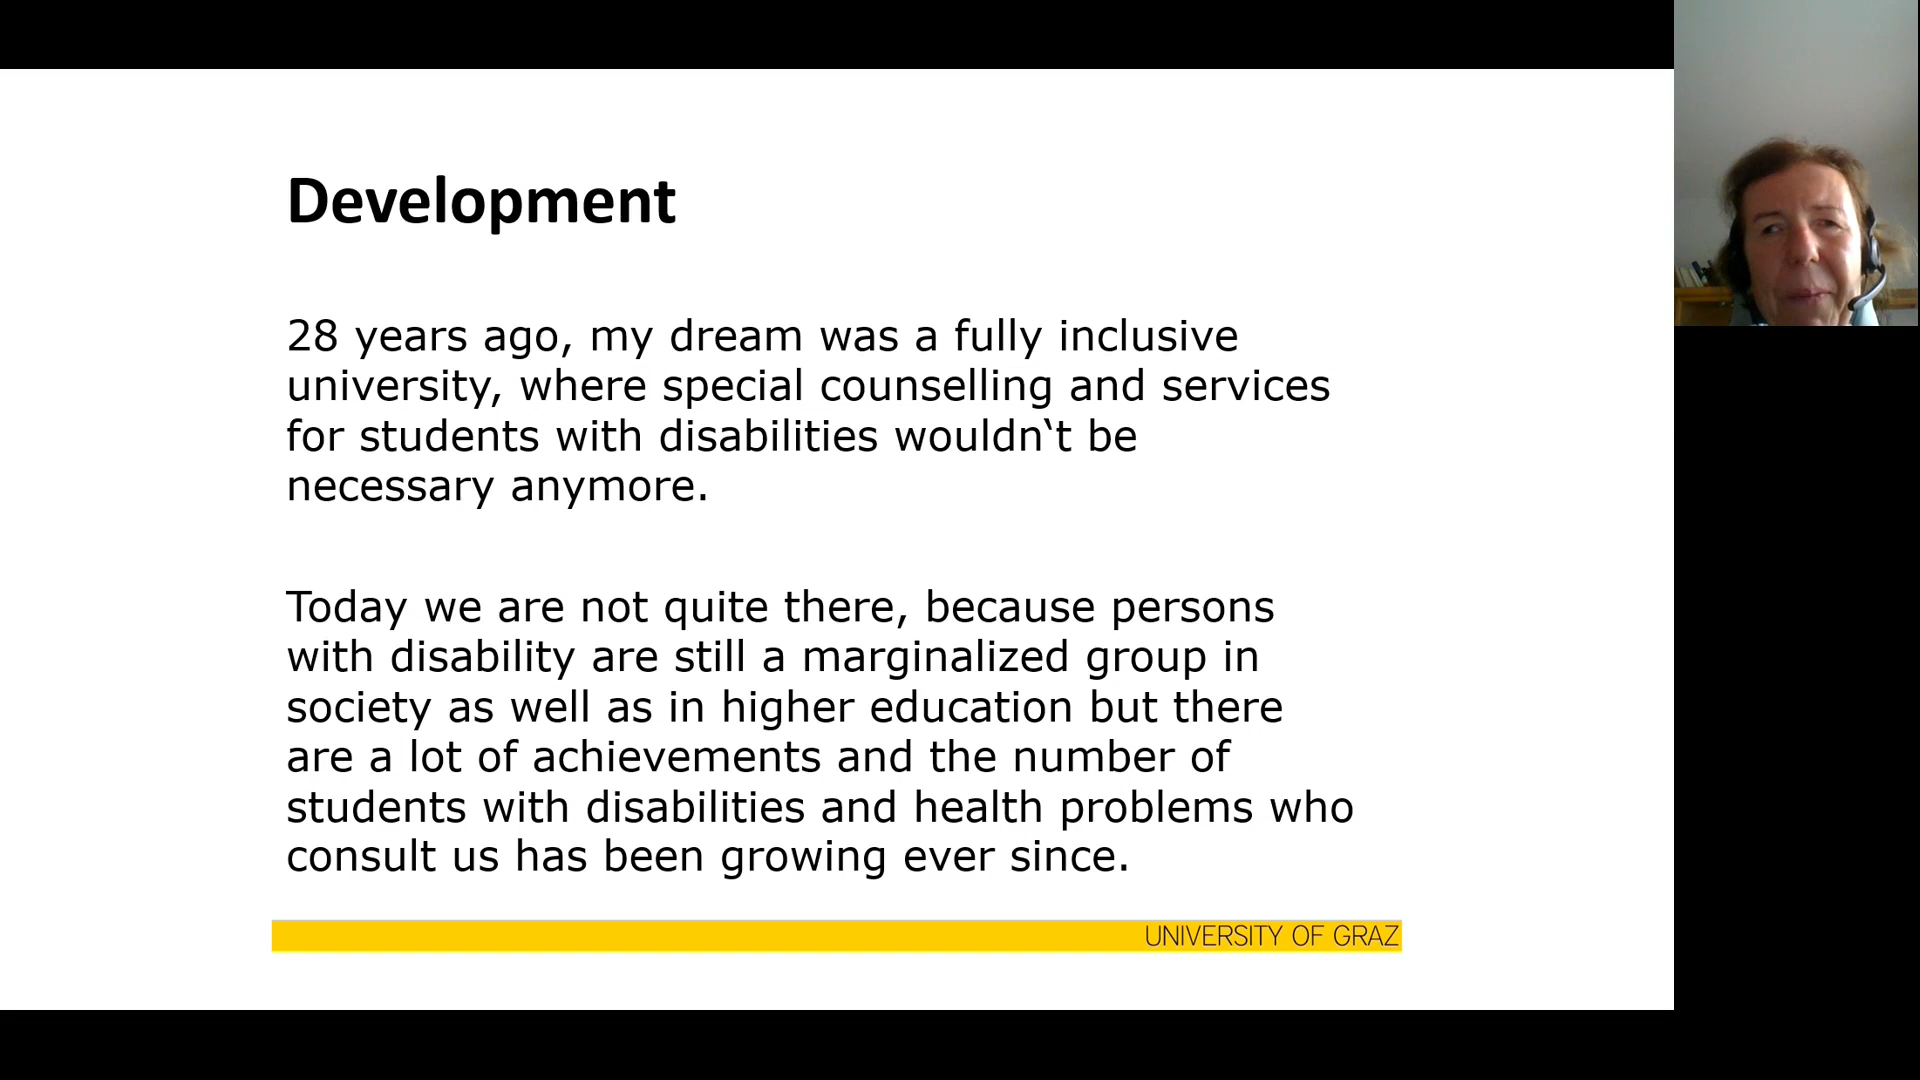 Development
28 years ago, my dream was a fully inclusive
university, where special counselling and services
for students with disabilities wouldn‘t be
necessary anymore.
Today we are not quite there, because persons
with disability are still a marginalized group in
society as well as in higher education but there
are a lot of achievements and the number of
students with disabilities and health problems who
consult us has been growing ever since.
UNIVERSITY OF GRAZ